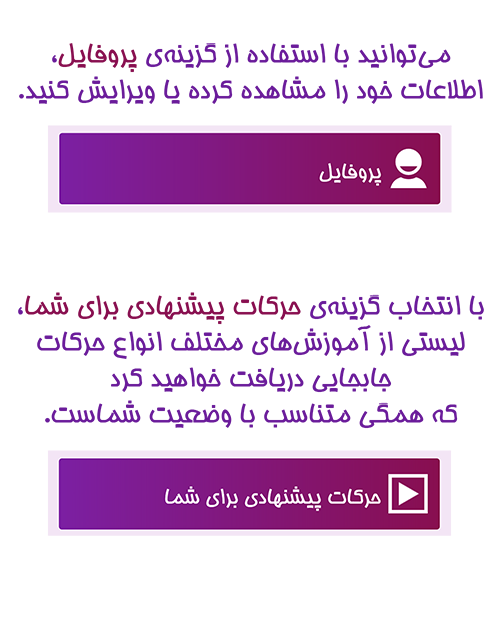 می‌توانید با استفاده از گزینه‌ی پروفایل،
اطلاعات خود را مشاهده کرده یا ویرایش کنید.
پروفایل
با انتخاب گزینه‌ی حرکات پیشنهادی برای شما،
لیستی از آموزش‌های مختلف انواع حرکات
جابجایی دریافت خواهید کرد
که همگی متناسب با وضعیت شماست.
حرکات پیشنهادی برای شما